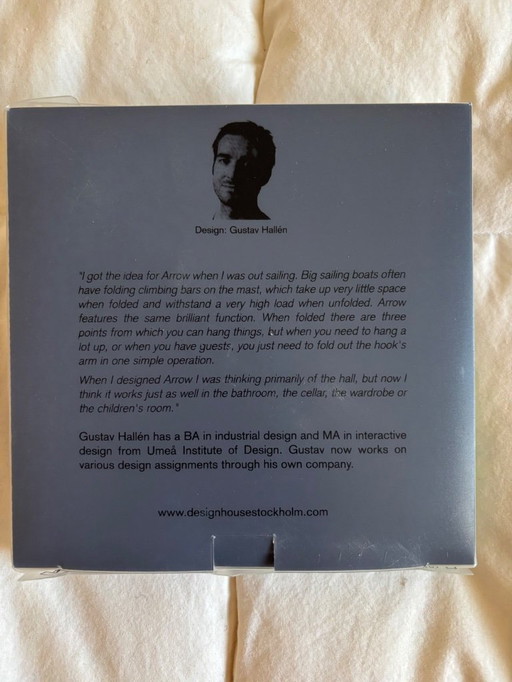 Design: Gustav Hallén
"I got the idea for Arrow when I was out sailing. Big sailing boats often
have folding climbing bars on the mast, which take up very little space
when folded and withstand a very high load when unfolded. Arrow
features the same brilliant function. When folded there are three
points from which you can hang things, but when you need to hang a
lot up, or when you have guests, you just need to fold out the hook's
arm in one simple operation.
When I designed Arrow I was thinking primarily of the hall, but now I
think it works just as well in the bathroom, the cellar, the wardrobe or
the children's room."
Gustav Hallén has a BA in industrial design and MA in interactive
design from Umeå Institute of Design. Gustav now works on
various design assignments through his own company.
www.designhousestockholm.com